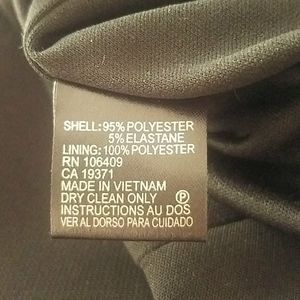 SHELL: 95% POLYESTER
5% ELASTANE
LINING: 100% POLYESTER
RN 106409
CA 19371
MADE IN VIETNAM
DRY CLEAN ONLY Ⓟ
INSTRUCTIONS AU DOS
VER AL DORSO PARA CUIDADO